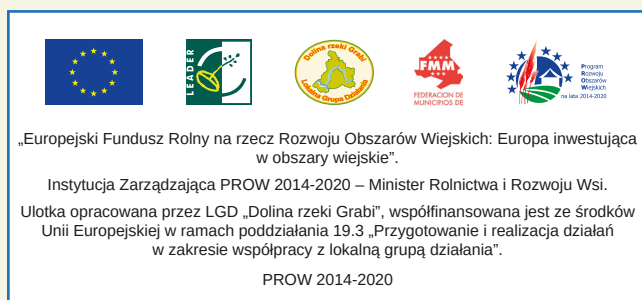 LEADER
Dolina rzeki Grabi
Lokalna Grupa Działania
FMM
FEDERACION DE
MUNICIPIOS DE
Program
Rozwoju
Obszarów
Wiejskich
na lata 2014-2020
„Europejski Fundusz Rolny na rzecz Rozwoju Obszarów Wiejskich: Europa inwestująca
w obszary wiejskie”.
Instytucja Zarządzająca PROW 2014-2020 – Minister Rolnictwa i Rozwoju Wsi.
Ulotka opracowana przez LGD „Dolina rzeki Grabi”, współfinansowana jest ze środków
Unii Europejskiej w ramach poddziałania 19.3 „Przygotowanie i realizacja działań
w zakresie współpracy z lokalną grupą działania”.
PROW 2014-2020